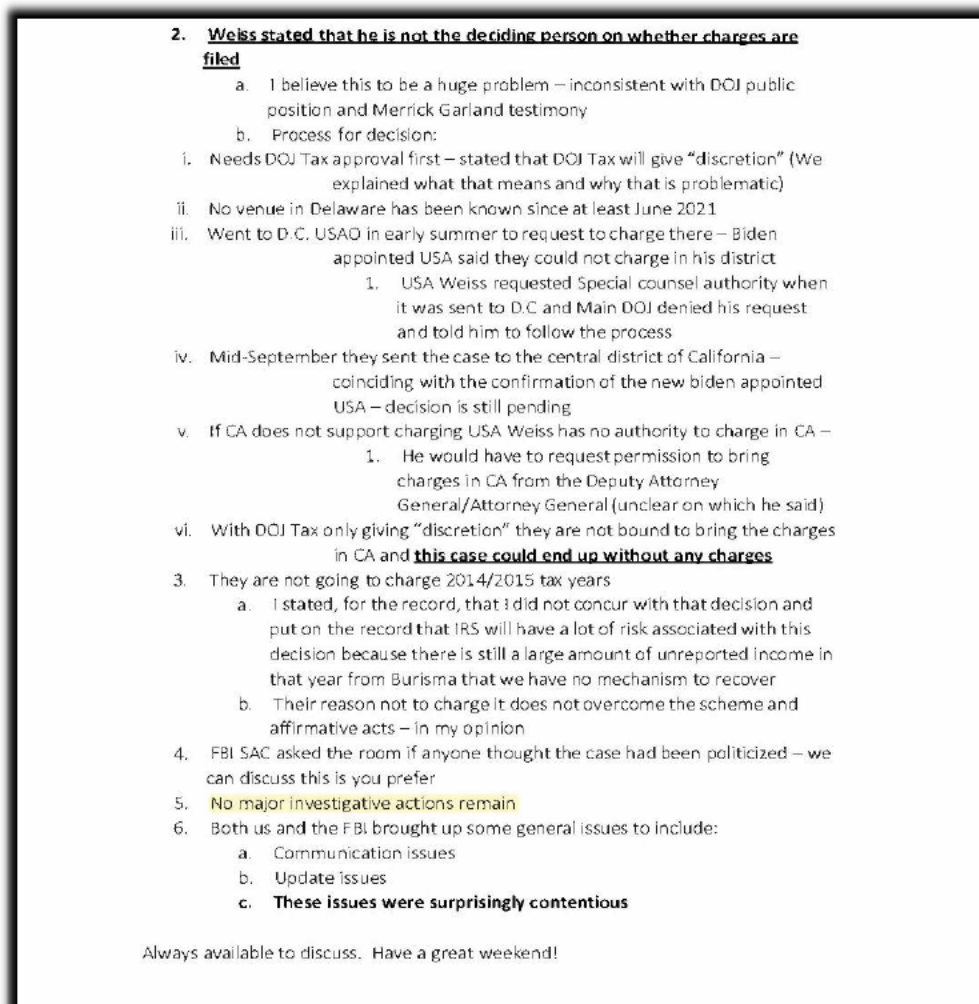 2. Weiss stated that he is not the deciding person on whether charges are
filed
a. I believe this to be a huge problem – inconsistent with DOJ public
position and Merrick Garland testimony
b. Process for decision:
i. Needs DOJ Tax approval first – stated that DOJ Tax will give “discretion” (We
explained what that means and why that is problematic)
ii. No venue in Delaware has been known since at least June 2021
iii. Went to D.C. USAO in early summer to request to charge there – Biden
appointed USA said they could not charge in his district
1. USA Weiss requested Special counsel authority when
it was sent to D.C and Main DOJ denied his request
and told him to follow the process
iv. Mid-September they sent the case to the central district of California –
coinciding with the confirmation of the new biden appointed
USA – decision is still pending
v. If CA does not support charging USA Weiss has no authority to charge in CA –
1. He would have to request permission to bring
charges in CA from the Deputy Attorney
General/Attorney General (unclear on which he said)
vi. With DOJ Tax only giving “discretion” they are not bound to bring the charges
in CA and this case could end up without any charges
3. They are not going to charge 2014/2015 tax years
a. I stated, for the record, that I did not concur with that decision and
put on the record that IRS will have a lot of risk associated with this
decision because there is still a large amount of unreported income in
that year from Burisma that we have no mechanism to recover
b. Their reason not to charge it does not overcome the scheme and
affirmative acts – in my opinion
4. FBI SAC asked the room if anyone thought the case had been politicized – we
can discuss this is you prefer
5. No major investigative actions remain
6. Both us and the FBI brought up some general issues to include:
a. Communication issues
b. Update issues
c. These issues were surprisingly contentious
Always available to discuss. Have a great weekend!